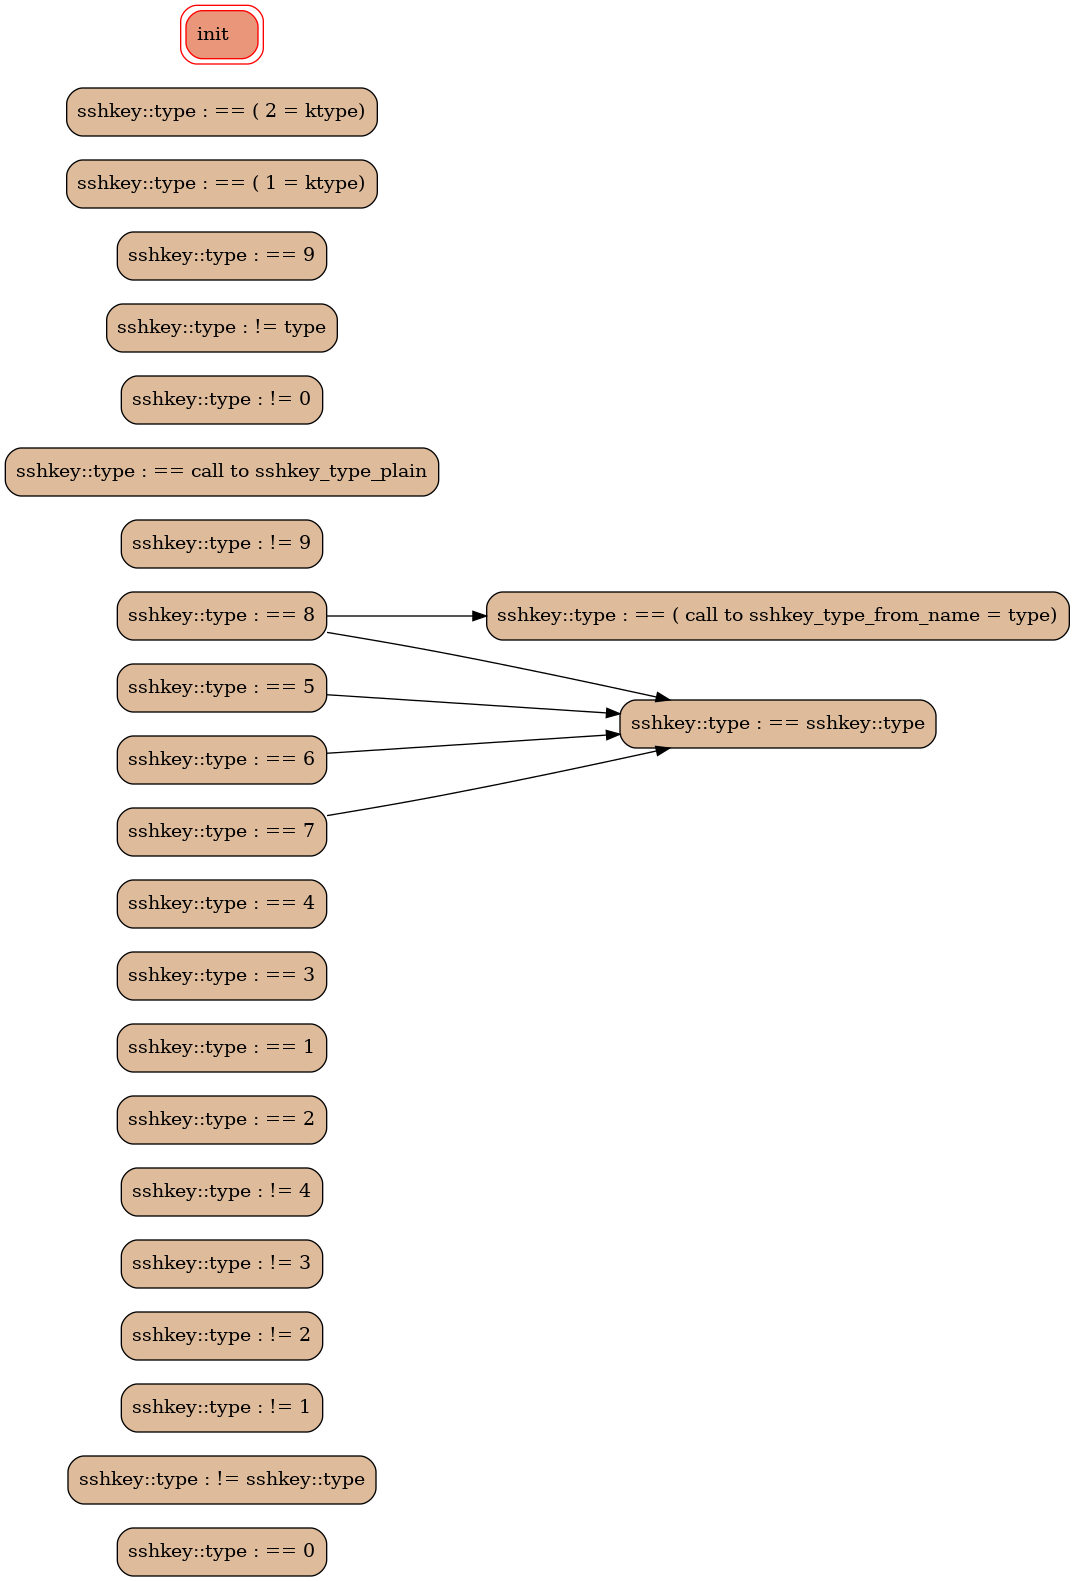 init
sshkey::type : == ( 2 = ktype)
sshkey::type : == ( 1 = ktype)
sshkey::type : == 9
sshkey::type : != type
sshkey::type : != 0
sshkey::type : == call to sshkey_type_plain
sshkey::type : != 9
sshkey::type : == 8
sshkey::type : == ( call to sshkey_type_from_name = type)
sshkey::type : == 5
sshkey::type : == sshkey::type
sshkey::type : == 6
sshkey::type : == 7
sshkey::type : == 4
sshkey::type : == 3
sshkey::type : == 1
sshkey::type : == 2
sshkey::type : != 4
sshkey::type : != 3
sshkey::type : != 2
sshkey::type : != 1
sshkey::type : != sshkey::type
sshkey::type : == 0